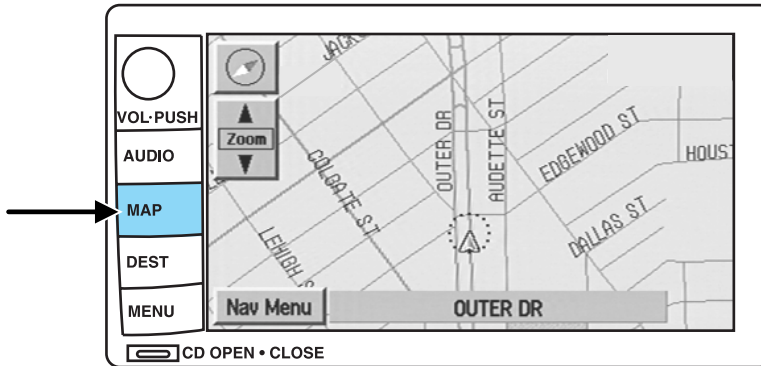 VOL·PUSH
AUDIO
MAP
DEST
MENU
CD OPEN • CLOSE
Zoom
JACKS
COLGATE ST
LEHIGH S
OUTER DR
AUDETTE ST
EDGEWOOD ST
HOUST
DALLAS ST
Nav Menu
OUTER DR